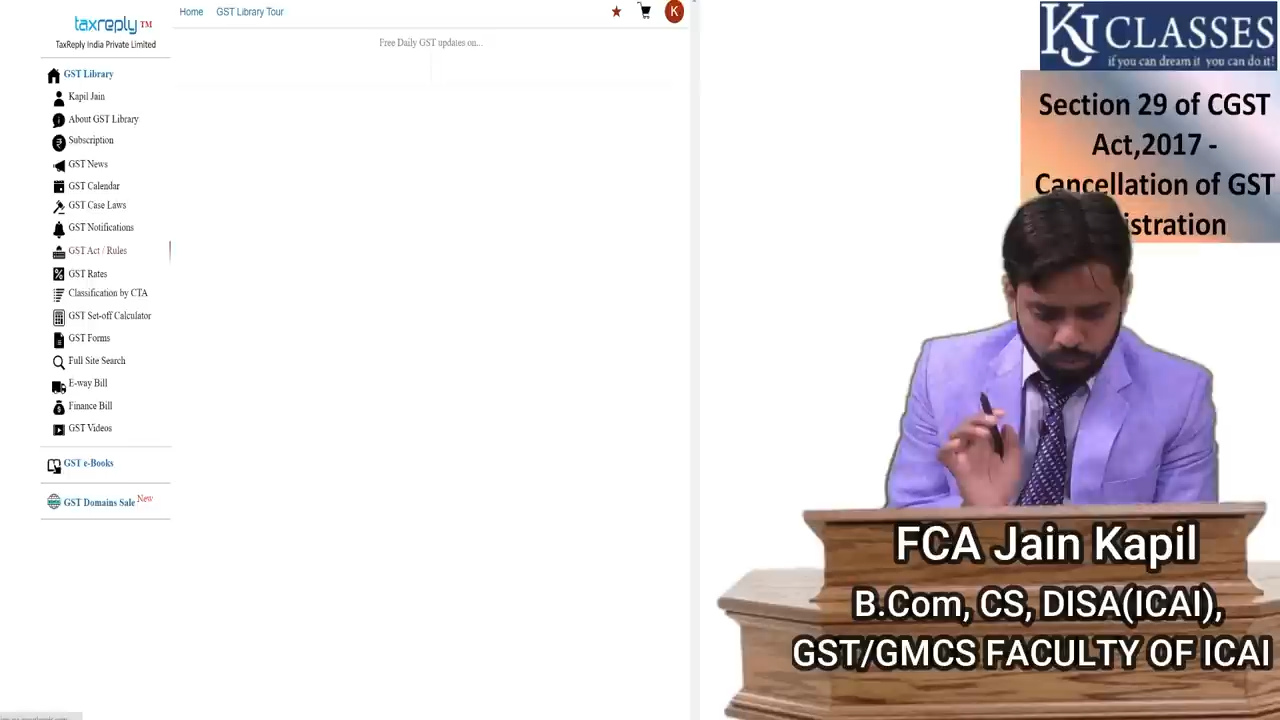 taxreply TM
TaxReply India Private Limited
GST Library
Kapil Jain
About GST Library
Subscription
GST News
GST Calendar
GST Case Laws
GST Notifications
GST Act / Rules
GST Rates
Classification by CTA
GST Set-off Calculator
GST Forms
Full Site Search
E-way Bill
Finance Bill
GST Videos
GST e-Books
GST Domains Sale New
Home GST Library Tour
K
Free Daily GST updates on...
KJ CLASSES
if you can dream it you can do it!
Section 29 of CGST
Act,2017 -
Cancellation of GST
istration
FCA Jain Kapil
B.Com, CS, DISA(ICAI),
GST/GMCS FACULTY OF ICAI